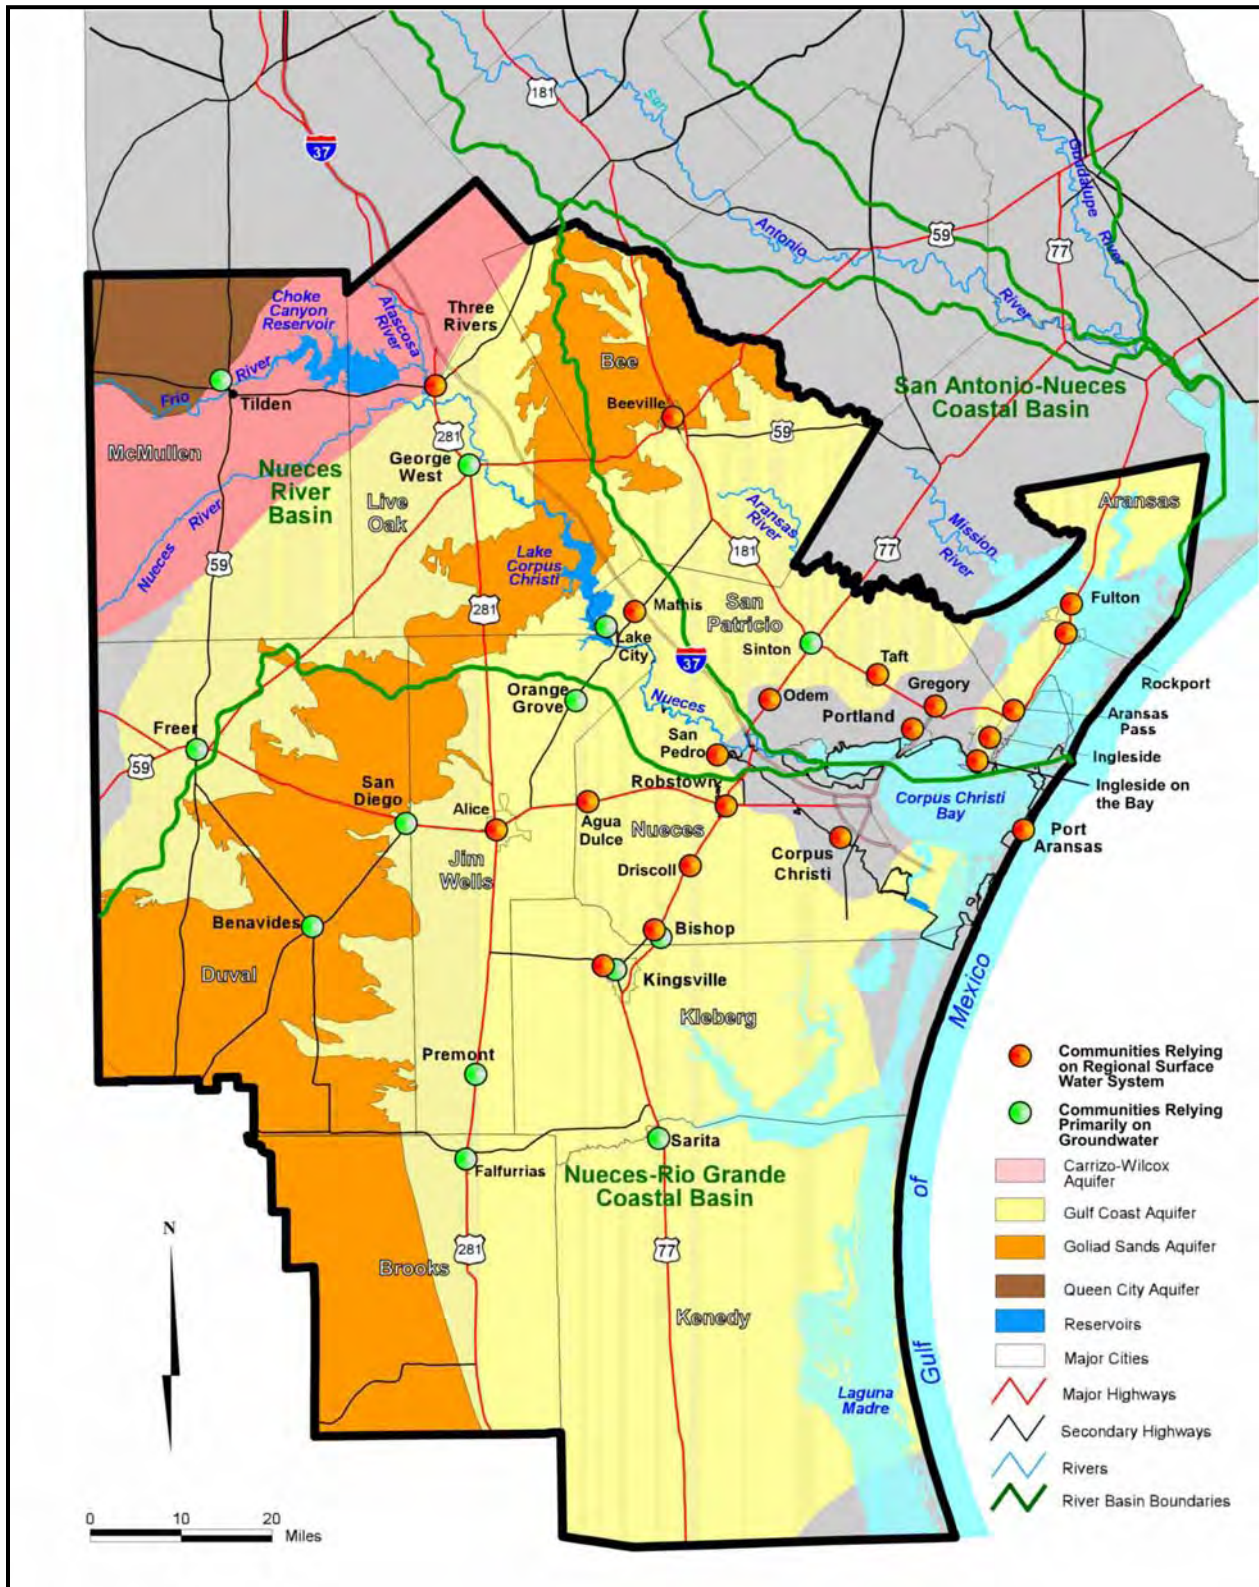 181
San
37
Guadalupe
River
59
77
Antonio
River
Choke
Canyon
Reservoir
Atascosa
River
Three
Rivers
River
Frio
Tilden
McMullen
Bee
Beeville
San Antonio-Nueces
Coastal Basin
281
59
George
West
Nueces
River
Basin
Live
Oak
Aransas
River
Mission
River
Aransas
Nueces
River
59
Lake
Corpus
Christi
181
77
281
Mathis
San
Patricio
Fulton
Lake
City
Sinton
37
Taft
Rockport
Orange
Grove
Nueces
Odem
Gregory
Portland
Aransas
Pass
Freer
San
Pedro
Ingleside
59
Robstown
Ingleside on
the Bay
San
Diego
Alice
Corpus Christi
Bay
Agua
Dulce
Nueces
Port
Aransas
Jim
Wells
Driscoll
Corpus
Christi
Benavides
Bishop
Duval
Kingsville
Kleberg
Gulf of Mexico
Premont
Communities Relying
on Regional Surface
Water System
Communities Relying
Primarily on
Groundwater
Sarita
Falfurrias
Nueces-Rio Grande
Coastal Basin
Carrizo-Wilcox
Aquifer
Gulf Coast Aquifer
N
281
77
Goliad Sands Aquifer
Brooks
Queen City Aquifer
Kenedy
Reservoirs
Major Cities
Laguna
Madre
Major Highways
Secondary Highways
Rivers
River Basin Boundaries
0 10 20
Miles